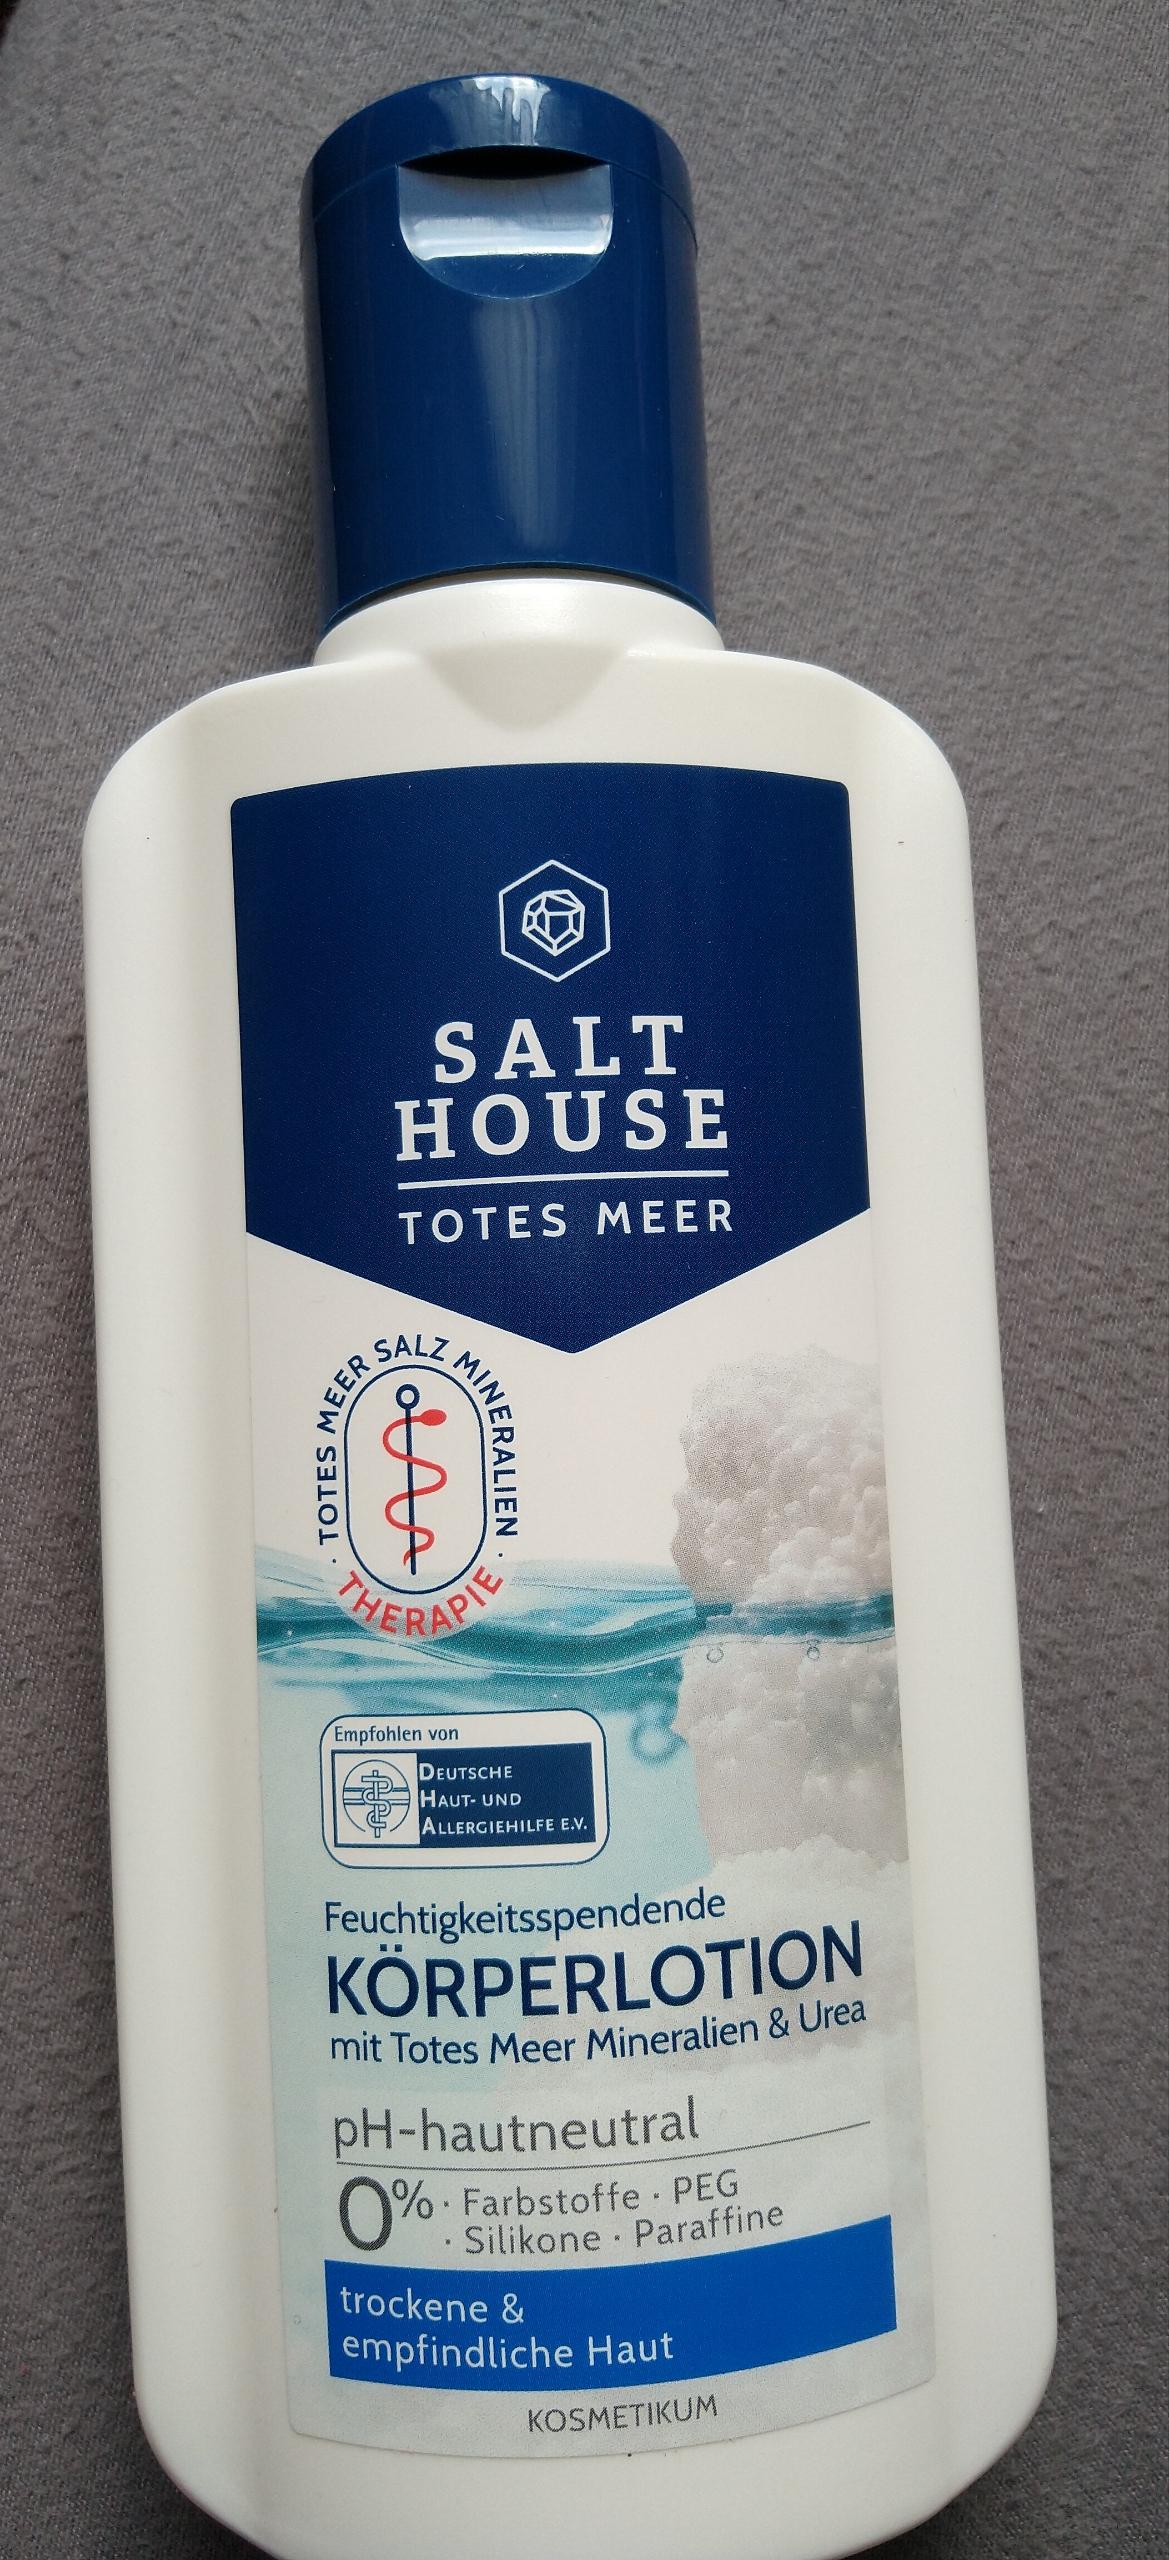 SALT
HOUSE
TOTES MEER
· TOTES MEER SALZ MINERALIEN ·
THERAPIE
Empfohlen von
DEUTSCHE
HAUT- UND
ALLERGIEHILFE E.V.
Feuchtigkeitsspendende
KÖRPERLOTION
mit Totes Meer Mineralien & Urea
pH-hautneutral
0% · Farbstoffe · PEG
· Silikone · Paraffine
trockene &
empfindliche Haut
KOSMETIKUM